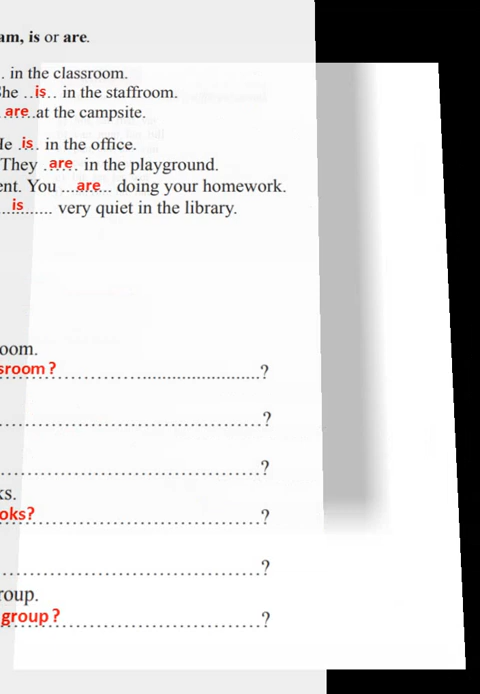 am, is or are.
. in the classroom.
he ..is.. in the staffroom.
are..at the campsite.
He .is. in the office.
They .are. in the playground.
ent. You ...are... doing your homework.
...is....... very quiet in the library.
oom.
sroom?.............................................?
.............................................?
.............................................?
ks.
oks?.............................................?
.............................................?
roup.
group?.............................................?